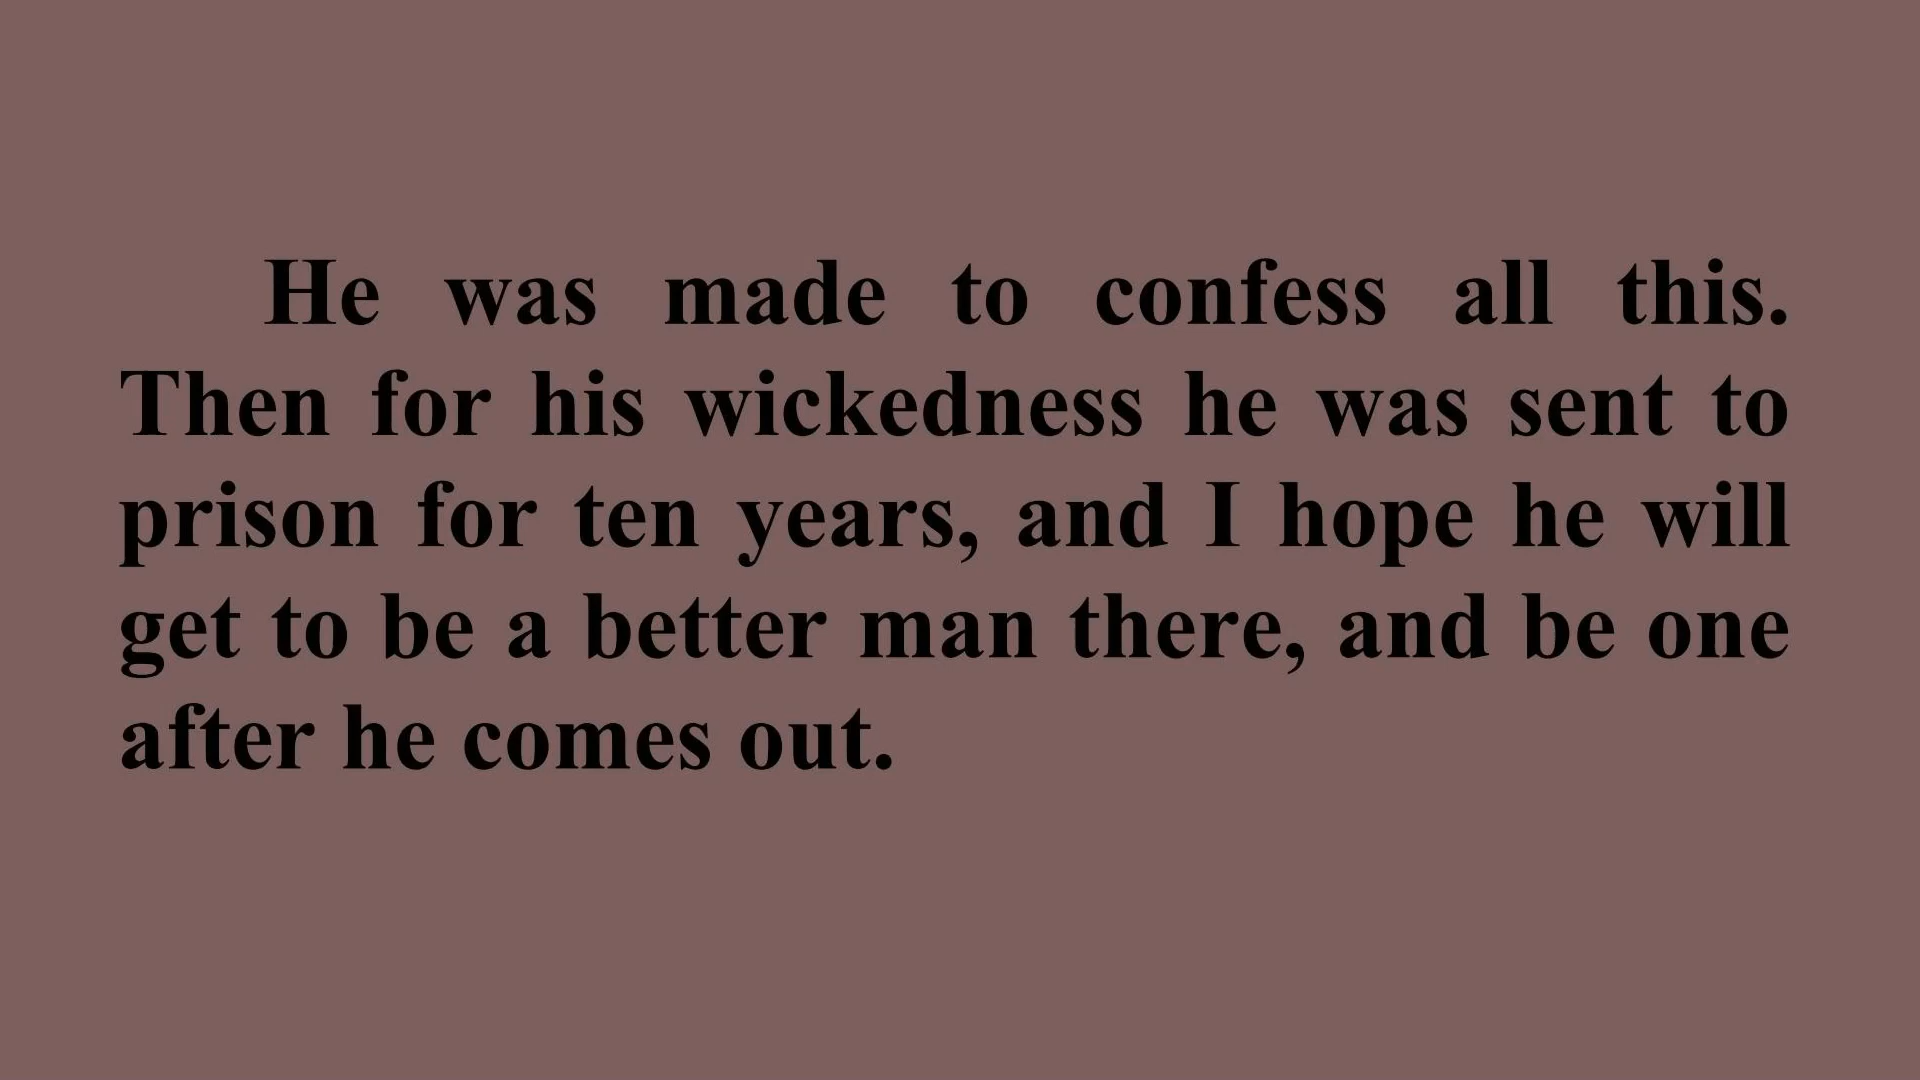 He was made to confess all this.
Then for his wickedness he was sent to
prison for ten years, and I hope he will
get to be a better man there, and be one
after he comes out.